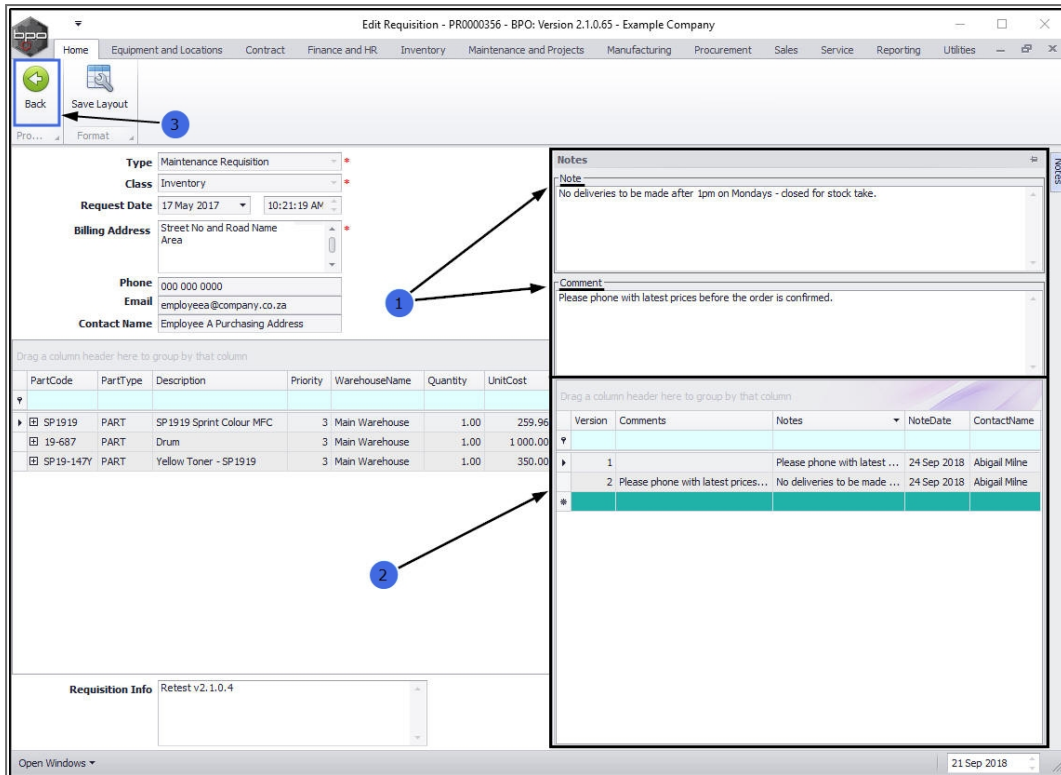 bpo
Edit Requisition - PR0000356 - BPO: Version 2.1.0.65 - Example Company
Home Equipment and Locations Contract Finance and HR Inventory Maintenance and Projects Manufacturing Procurement Sales Service Reporting Utilities
Back Save Layout
Pro... Format
3
Type Maintenance Requisition *
Class Inventory *
Request Date 17 May 2017 10:21:19 AM
Billing Address Street No and Road Name *
Area
Phone 000 000 0000
Email employeea@company.co.za
Contact Name Employee A Purchasing Address
1
Notes
Notes
Note
No deliveries to be made after 1pm on Mondays - closed for stock take.
Comment
Please phone with latest prices before the order is confirmed.
Drag a column header here to group by that column
PartCode PartType Description Priority WarehouseName Quantity UnitCost
SP1919 PART SP1919 Sprint Colour MFC 3 Main Warehouse 1.00 259.96
19-687 PART Drum 3 Main Warehouse 1.00 1 000.00
SP19-147Y PART Yellow Toner - SP1919 3 Main Warehouse 1.00 350.00
Drag a column header here to group by that column
Version Comments Notes NoteDate ContactName
1 Please phone with latest ... 24 Sep 2018 Abigail Milne
2 Please phone with latest prices... No deliveries to be made ... 24 Sep 2018 Abigail Milne
2
Requisition Info Retest v2.1.0.4
Open Windows 21 Sep 2018